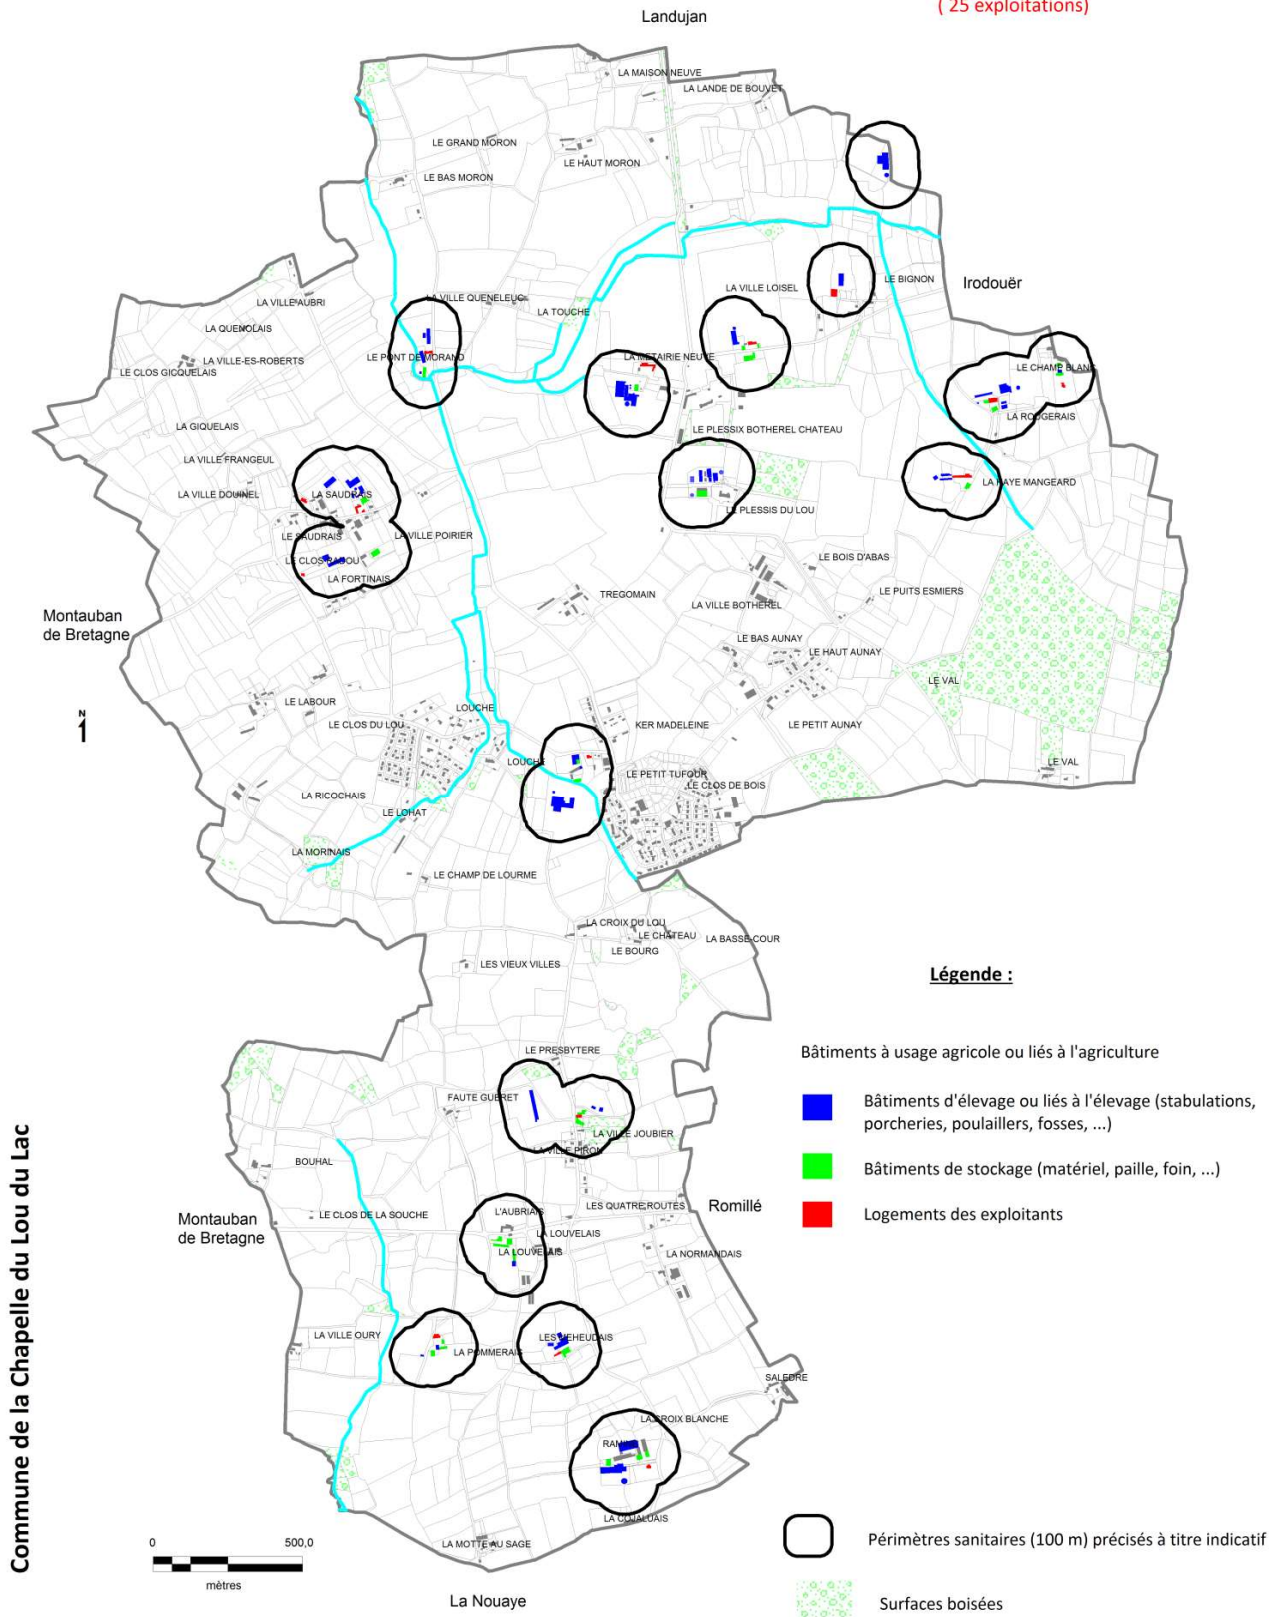 ( 25 exploitations)
Landujan
LA MAISON NEUVE
LA LANDE DE BOUVET
LE GRAND MORON
LE HAUT MORON
LE BAS MORON
Irodouër
LE BIGNON
LA VILLE LOISEL
LA VILLE AUBRI
LA VILLE QUENELEUC
LA TOUCHE
LA QUENOLAIS
LA VILLE-ES-ROBERTS
LE PONT DE MORAND
LA METAIRIE NEUVE
LE CLOS GICQUELAIS
LE CHAMP BLANC
LA ROUGERAIS
LA GIQUELAIS
LE PLESSIX BOTHEREL CHATEAU
LA VILLE FRANGEUL
LA VILLE DOUINEL
LA SAUDRAIS
LA HAYE MANGEARD
LE PLESSIS DU LOU
LE SAUDRAIS
LA VILLE POIRIER
LE CLOS RADOU
LA FORTINAIS
LE BOIS D'ABAS
LE PUITS ESMIERS
TREGOMAIN
LA VILLE BOTHEREL
Montauban
de Bretagne
LE BAS AUNAY
LE HAUT AUNAY
LE VAL
N
LE LABOUR
LOUCHE
LE CLOS DU LOU
KER MADELEINE
LE PETIT AUNAY
LOUCHE
LE VAL
LE PETIT TUFOUR
LE CLOS DE BOIS
LA RICOCHAIS
LE LOHAT
LA MORINAIS
LE CHAMP DE LOURME
LA CROIX DU LOU
LE CHATEAU
LA BASSE-COUR
LE BOURG
LES VIEUX VILLES
Légende :
LE PRESBYTERE
Bâtiments à usage agricole ou liés à l'agriculture
FAUTE GUERET
Bâtiments d'élevage ou liés à l'élevage (stabulations,
porcheries, poulaillers, fosses, ...)
LA VILLE JOUBIER
LA VILLE PIRON
BOUHAL
Bâtiments de stockage (matériel, paille, foin, ...)
Commune de la Chapelle du Lou du Lac
LES QUATRE ROUTES
Romillé
L'AUBRIAIS
LE CLOS DE LA SOUCHE
Logements des exploitants
Montauban
de Bretagne
LA LOUVELAIS
LA LOUVELAIS
LA NORMANDAIS
LA VILLE OURY
LA POMMERAIS
SALEDRE
LA CROIX BLANCHE
LA COJALUAIS
LA MOTTE AU SAGE
0 500,0
mètres
Périmètres sanitaires (100 m) précisés à titre indicatif
La Nouaye
Surfaces boisées